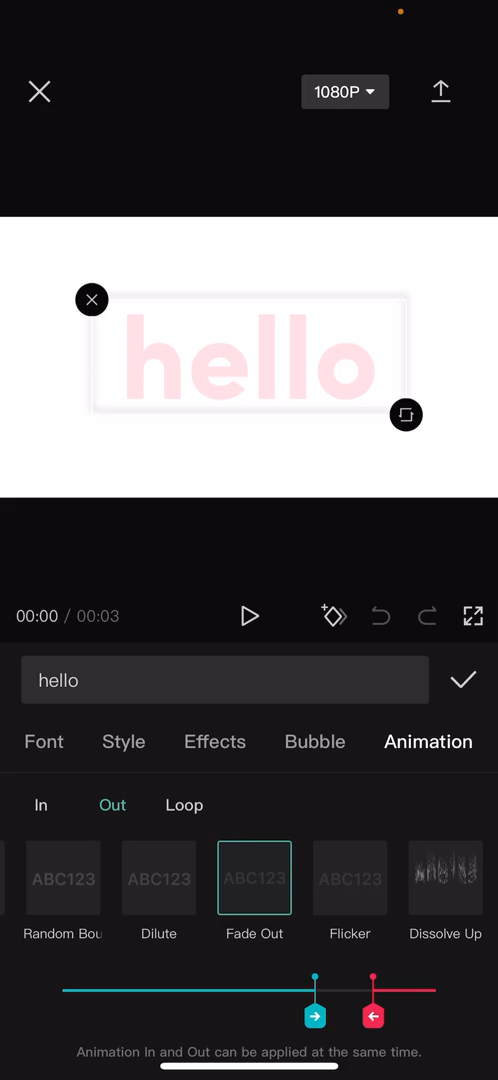 1080P
hello
00:00 / 00:03
hello
Font Style Effects Bubble Animation
In Out Loop
ABC123 ABC123 ABC123 ABC123
Random Bou Dilute Fade Out Flicker Dissolve Up
Animation In and Out can be applied at the same time.